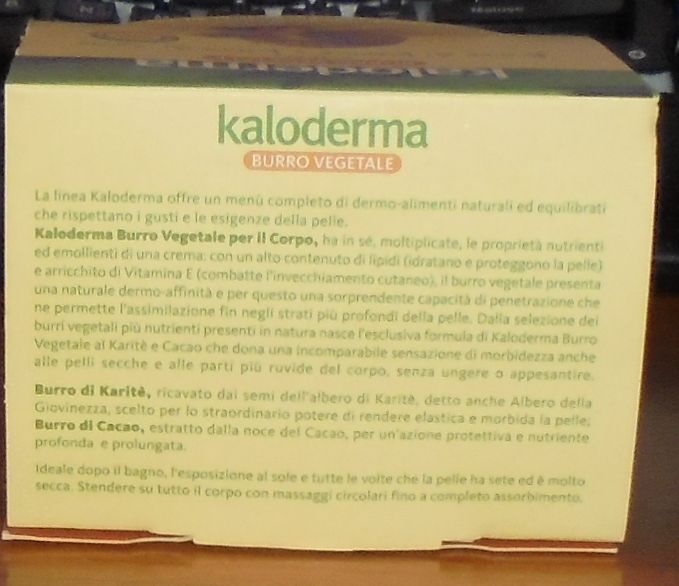 kaloderma
kaloderma
BURRO VEGETALE
La linea Kaloderma offre un menù completo di dermo-alimenti naturali ed equilibrati
che rispettano i gusti e le esigenze della pelle.
Kaloderma Burro Vegetale per il Corpo, ha in sé, moltiplicate, le proprietà nutrienti
ed emollienti di una crema: con un alto contenuto di lipidi (idratano e proteggono la pelle)
e arricchito di Vitamina E (combatte l'invecchiamento cutaneo), il burro vegetale presenta
una naturale dermo-affinità e per questo una sorprendente capacità di penetrazione che
ne permette l'assimilazione fin negli strati più profondi della pelle. Dalla selezione dei
burri vegetali più nutrienti presenti in natura nasce l'esclusiva formula di Kaloderma Burro
Vegetale al Karitè e Cacao che dona una incomparabile sensazione di morbidezza anche
alle pelli secche e alle parti più ruvide del corpo, senza ungere o appesantire.
Burro di Karitè, ricavato dai semi dell'albero di Karitè, detto anche Albero della
Giovinezza, scelto per lo straordinario potere di rendere elastica e morbida la pelle;
Burro di Cacao, estratto dalla noce del Cacao, per un'azione protettiva e nutriente
profonda e prolungata.
Ideale dopo il bagno, l'esposizione al sole e tutte le volte che la pelle ha sete ed è molto
secca. Stendere su tutto il corpo con massaggi circolari fino a completo assorbimento.